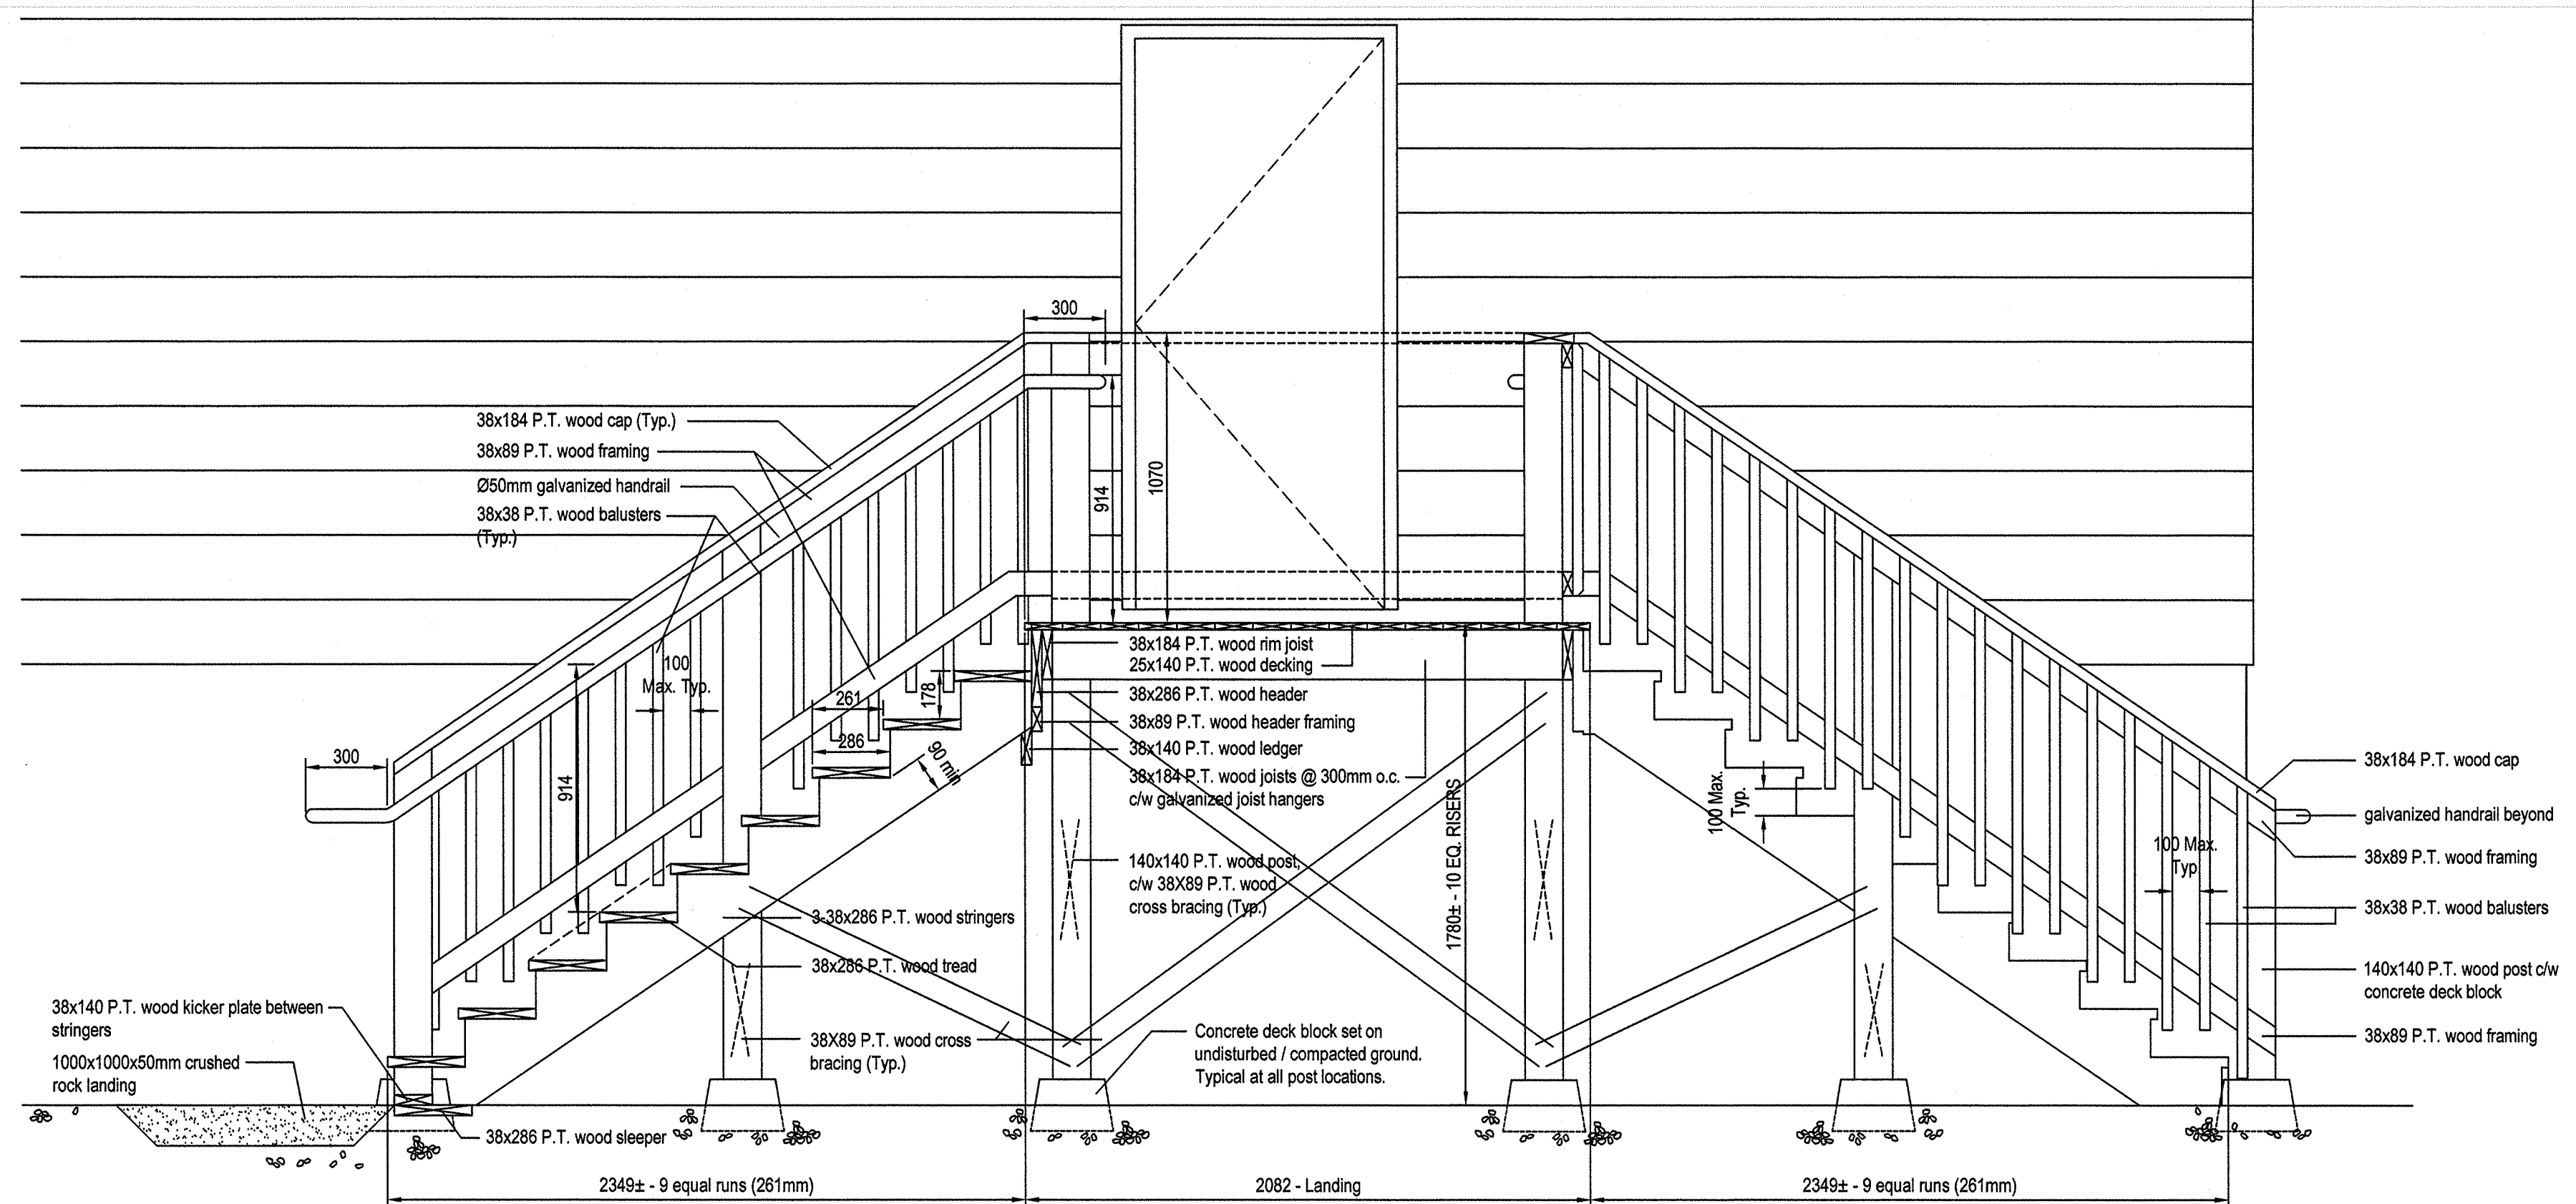 300
38x184 P.T. wood cap (Typ.)
38x89 P.T. wood framing
Ø50mm galvanized handrail
38x38 P.T. wood balusters
(Typ.)
914
1070
100
Max. Typ.
261
178
286
90 min
914
300
38x184 P.T. wood rim joist
25x140 P.T. wood decking
38x286 P.T. wood header
38x89 P.T. wood header framing
38x140 P.T. wood ledger
38x184 P.T. wood joists @ 300mm o.c.
c/w galvanized joist hangers
140x140 P.T. wood post,
c/w 38X89 P.T. wood
cross bracing (Typ.)
1780± - 10 EQ. RISERS
100 Max.
Typ.
100 Max.
Typ.
38x184 P.T. wood cap
galvanized handrail beyond
38x89 P.T. wood framing
38x38 P.T. wood balusters
140x140 P.T. wood post c/w
concrete deck block
38x89 P.T. wood framing
3-38x286 P.T. wood stringers
38x286 P.T. wood tread
38X89 P.T. wood cross
bracing (Typ.)
Concrete deck block set on
undisturbed / compacted ground.
Typical at all post locations.
38x140 P.T. wood kicker plate between
stringers
1000x1000x50mm crushed
rock landing
38x286 P.T. wood sleeper
2349± - 9 equal runs (261mm)
2082 - Landing
2349± - 9 equal runs (261mm)